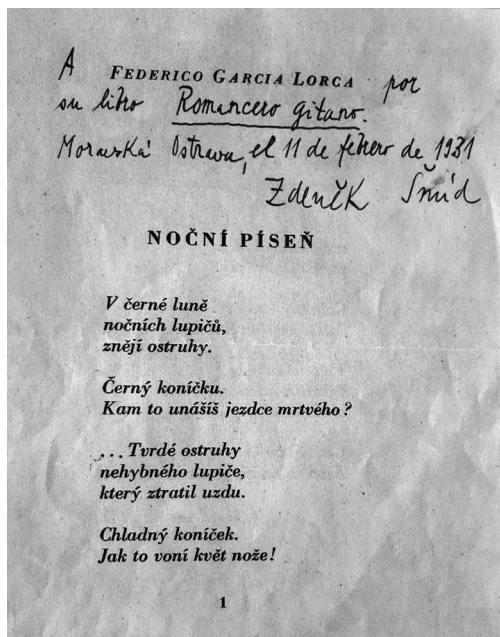 A FEDERICO GARCIA LORCA por
su libro Romancero gitano.
Moravská Ostrava, el 11 de febrero de 1931
Zdeněk Šmíd
NOČNÍ PÍSEŇ
V černé luně
nočních lupičů,
znějí ostruhy.
Černý koníčku.
Kam to unášíš jezdce mrtvého?
...Tvrdé ostruhy
nehybného lupiče,
který ztratil uzdu.
Chladný koníček.
Jak to voní květ nože!
1